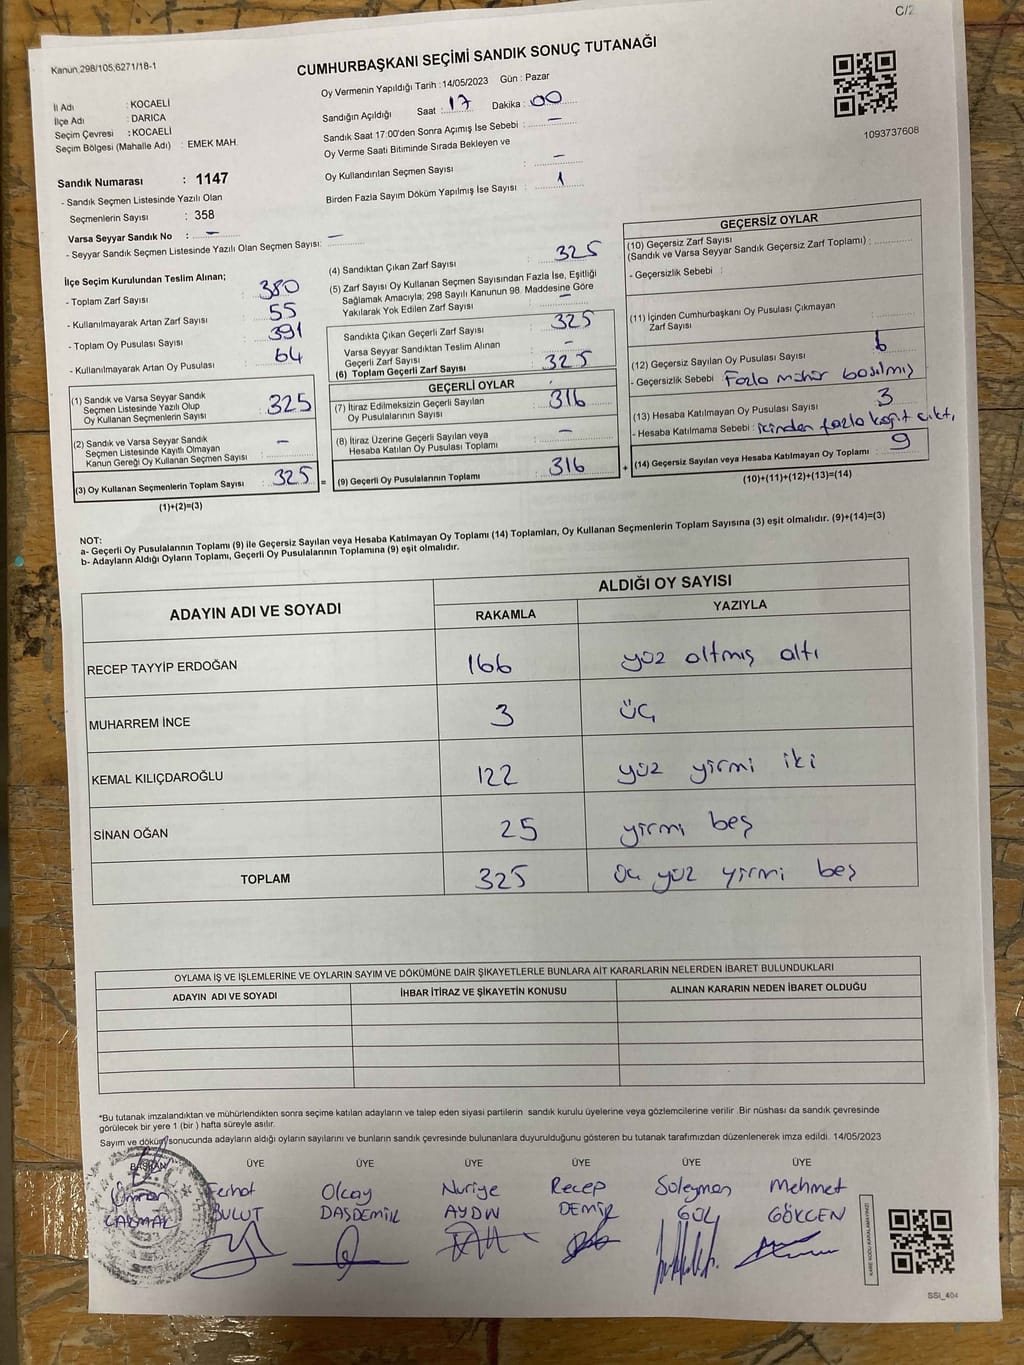 C/2
Kanun,298/105,6271/18-1
CUMHURBAŞKANI SEÇİMİ SANDIK SONUÇ TUTANAĞI
Oy Vermenin Yapıldığı Tarih : 14/05/2023 Gün : Pazar
İl Adı : KOCAELİ
İlçe Adı : DARICA
Seçim Çevresi : KOCAELİ
Seçim Bölgesi (Mahalle Adı) : EMEK MAH.
Sandığın Açıldığı Saat : 17 Dakika : 00
Sandık Saat 17:00'den Sonra Açımış İse Sebebi : -
Oy Verme Saati Bitiminde Sırada Bekleyen ve
Oy Kullandırılan Seçmen Sayısı : -
Birden Fazla Sayım Döküm Yapılmış İse Sayısı : 1
1093737608
Sandık Numarası : 1147
- Sandık Seçmen Listesinde Yazılı Olan
Seçmenlerin Sayısı : 358
Varsa Seyyar Sandık No : -
- Seyyar Sandık Seçmen Listesinde Yazılı Olan Seçmen Sayısı: -
İlçe Seçim Kurulundan Teslim Alınan;
- Toplam Zarf Sayısı : 380
- Kullanılmayarak Artan Zarf Sayısı : 55
- Toplam Oy Pusulası Sayısı : 391
- Kullanılmayarak Artan Oy Pusulası : 64
(1) Sandık ve Varsa Seyyar Sandık
Seçmen Listesinde Yazılı Olup
Oy Kullanan Seçmenlerin Sayısı : 325
(2) Sandık ve Varsa Seyyar Sandık
Seçmen Listesinde Kayıtlı Olmayan
Kanun Gereği Oy Kullanan Seçmen Sayısı : -
(3) Oy Kullanan Seçmenlerin Toplam Sayısı : 325 =
(1)+(2)=(3)
(4) Sandıktan Çıkan Zarf Sayısı : 325
(5) Zarf Sayısı Oy Kullanan Seçmen Sayısından Fazla İse, Eşitliği
Sağlamak Amacıyla; 298 Sayılı Kanunun 98. Maddesine Göre
Yakılarak Yok Edilen Zarf Sayısı : -
Sandıkta Çıkan Geçerli Zarf Sayısı : 325
Varsa Seyyar Sandıktan Teslim Alınan
Geçerli Zarf Sayısı : -
(6) Toplam Geçerli Zarf Sayısı : 325
GEÇERLİ OYLAR
(7) İtiraz Edilmeksizin Geçerli Sayılan
Oy Pusulalarının Sayısı : 316
(8) İtiraz Üzerine Geçerli Sayılan veya
Hesaba Katılan Oy Pusulası Toplamı : -
(9) Geçerli Oy Pusulalarının Toplamı : 316 +
GEÇERSİZ OYLAR
(10) Geçersiz Zarf Sayısı
(Sandık ve Varsa Seyyar Sandık Geçersiz Zarf Toplamı) :
- Geçersizlik Sebebi :
(11) İçinden Cumhurbaşkanı Oy Pusulası Çıkmayan
Zarf Sayısı :
(12) Geçersiz Sayılan Oy Pusulası Sayısı : 6
- Geçersizlik Sebebi : Fazla mühür basılmış
(13) Hesaba Katılmayan Oy Pusulası Sayısı : 3
- Hesaba Katılmama Sebebi : içinden fazla kağıt çıktı,
(14) Geçersiz Sayılan veya Hesaba Katılmayan Oy Toplamı : 9
(10)+(11)+(12)+(13)=(14)
NOT:
a- Geçerli Oy Pusulalarının Toplamı (9) ile Geçersiz Sayılan veya Hesaba Katılmayan Oy Toplamı (14) Toplamları, Oy Kullanan Seçmenlerin Toplam Sayısına (3) eşit olmalıdır. (9)+(14)=(3)
b- Adayların Aldığı Oyların Toplamı, Geçerli Oy Pusulalarının Toplamına (9) eşit olmalıdır.
ADAYIN ADI VE SOYADI
ALDIĞI OY SAYISI
RAKAMLA YAZIYLA
RECEP TAYYİP ERDOĞAN 166 yüz altmış altı
MUHARREM İNCE 3 üç
KEMAL KILIÇDAROĞLU 122 yüz yirmi iki
SİNAN OĞAN 25 yirmi beş
TOPLAM 325 üç yüz yirmi beş
OYLAMA İŞ VE İŞLEMLERİNE VE OYLARIN SAYIM VE DÖKÜMÜNE DAİR ŞİKAYETLERLE BUNLARA AİT KARARLARIN NELERDEN İBARET BULUNDUKLARI
ADAYIN ADI VE SOYADI İHBAR İTİRAZ VE ŞİKAYETİN KONUSU ALINAN KARARIN NEDEN İBARET OLDUĞU
*Bu tutanak imzalandıktan ve mühürlendikten sonra seçime katılan adayların ve talep eden siyasi partilerin sandık kurulu üyelerine veya gözlemcilerine verilir .Bir nüshası da sandık çevresinde
görülecek bir yere 1 (bir ) hafta süreyle asılır.
Sayım ve döküm sonucunda adayların aldığı oyların sayılarını ve bunların sandık çevresinde bulunanlara duyurulduğunu gösteren bu tutanak tarafımızdan düzenlenerek imza edildi. 14/05/2023
BAŞKAN ÜYE ÜYE ÜYE ÜYE ÜYE ÜYE
Ferhat Olcay Nuriye Recep Süleyman Mehmet
BULUT DAŞDEMİR AYDIN DEMİR GÜL GÖKCEN
SSI_404